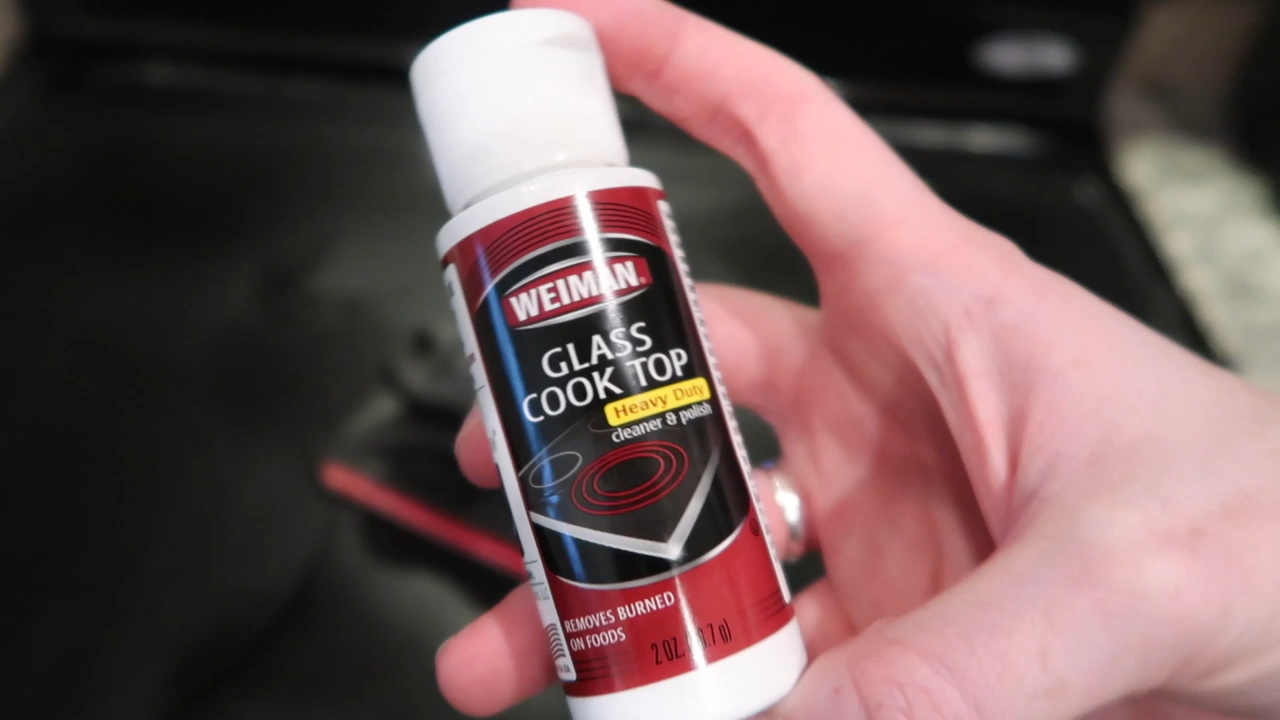 WEIMAN
GLASS
COOK TOP
Heavy Duty
cleaner & polish
REMOVES BURNED
ON FOODS
2 OZ.